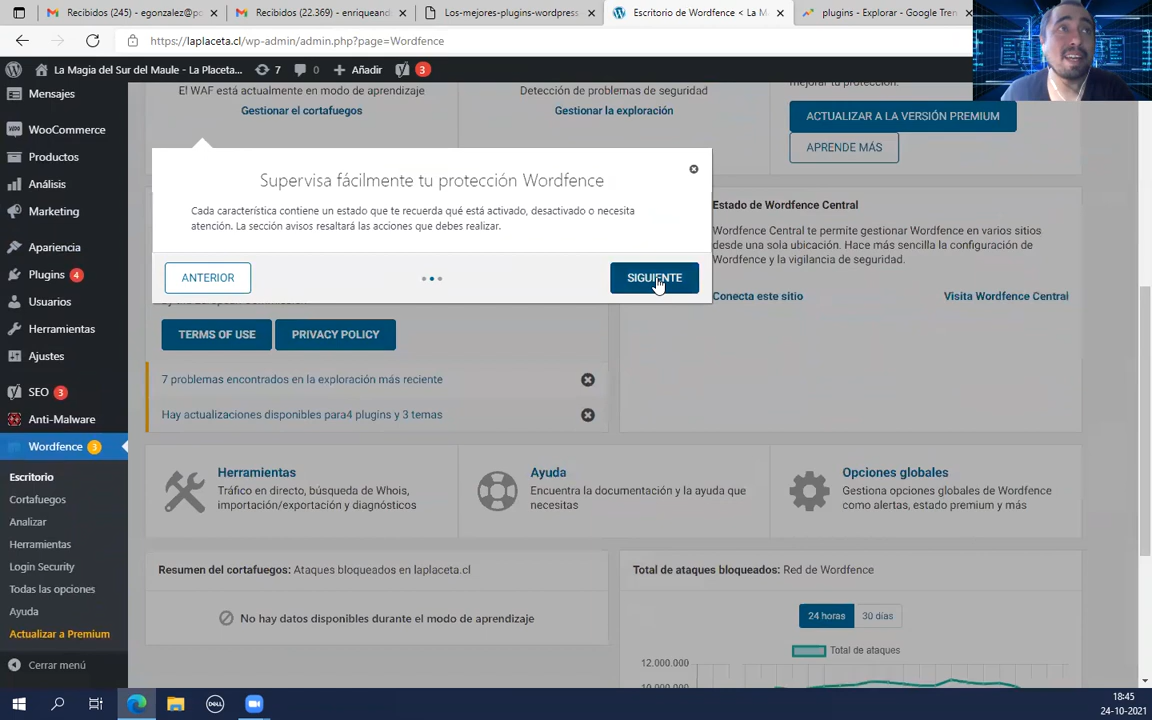 Recibidos (245) - egonzalez@po
Recibidos (22.369) - enriqueand
Los-mejores-plugins-wordpress
Escritorio de Wordfence < La M
plugins - Explorar - Google Tren
https://laplaceta.cl/wp-admin/admin.php?page=Wordfence
La Magia del Sur del Maule - La Placeta...
7
0
Añadir
3
Mensajes
WooCommerce
Productos
Análisis
Marketing
Apariencia
Plugins 4
Usuarios
Herramientas
Ajustes
SEO 3
Anti-Malware
Wordfence 3
Escritorio
Cortafuegos
Analizar
Herramientas
Login Security
Todas las opciones
Ayuda
Actualizar a Premium
Cerrar menú
El WAF está actualmente en modo de aprendizaje
Gestionar el cortafuegos
Detección de problemas de seguridad
Gestionar la exploración
mejorar tu protección.
ACTUALIZAR A LA VERSIÓN PREMIUM
APRENDE MÁS
Supervisa fácilmente tu protección Wordfence
Cada característica contiene un estado que te recuerda qué está activado, desactivado o necesita
atención. La sección avisos resaltará las acciones que debes realizar.
ANTERIOR
SIGUIENTE
Estado de Wordfence Central
Wordfence Central te permite gestionar Wordfence en varios sitios
desde una sola ubicación. Hace más sencilla la configuración de
Wordfence y la vigilancia de seguridad.
Conecta este sitio
Visita Wordfence Central
TERMS OF USE
PRIVACY POLICY
7 problemas encontrados en la exploración más reciente
Hay actualizaciones disponibles para4 plugins y 3 temas
Herramientas
Tráfico en directo, búsqueda de Whois,
importación/exportación y diagnósticos
Ayuda
Encuentra la documentación y la ayuda que
necesitas
Opciones globales
Gestiona opciones globales de Wordfence
como alertas, estado premium y más
Resumen del cortafuegos: Ataques bloqueados en laplaceta.cl
No hay datos disponibles durante el modo de aprendizaje
Total de ataques bloqueados: Red de Wordfence
24 horas
30 días
Total de ataques
12.000.000
DELL
18:45
24-10-2021